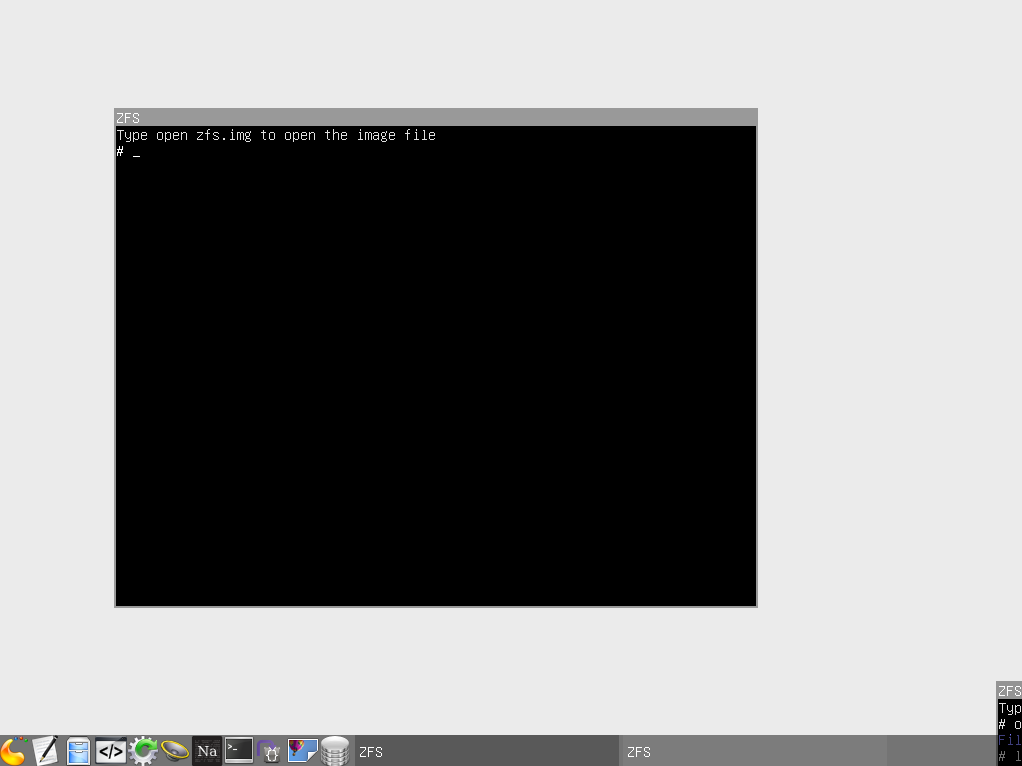 ZFS
Type open zfs.img to open the image file
# _
ZFS
Typ
# o
Fil
# l
</>
Na
>-
ZFS
ZFS